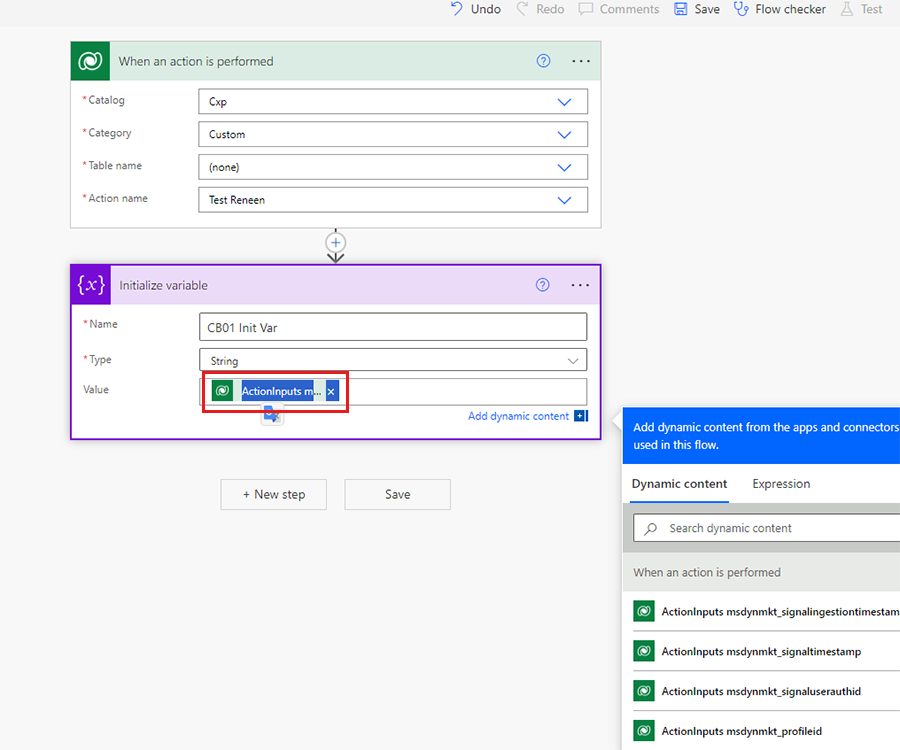 Undo Redo Comments Save Flow checker Test
When an action is performed
*Catalog Cxp
*Category Custom
*Table name (none)
*Action name Test Reneen
{x} Initialize variable
*Name CB01 Init Var
*Type String
Value ActionInputs m...
Add dynamic content
+ New step Save
Add dynamic content from the apps and connectors
used in this flow.
Dynamic content Expression
Search dynamic content
When an action is performed
ActionInputs msdynmkt_signalingestiontimestam
ActionInputs msdynmkt_signaltimestamp
ActionInputs msdynmkt_signaluserauthid
ActionInputs msdynmkt_profileid